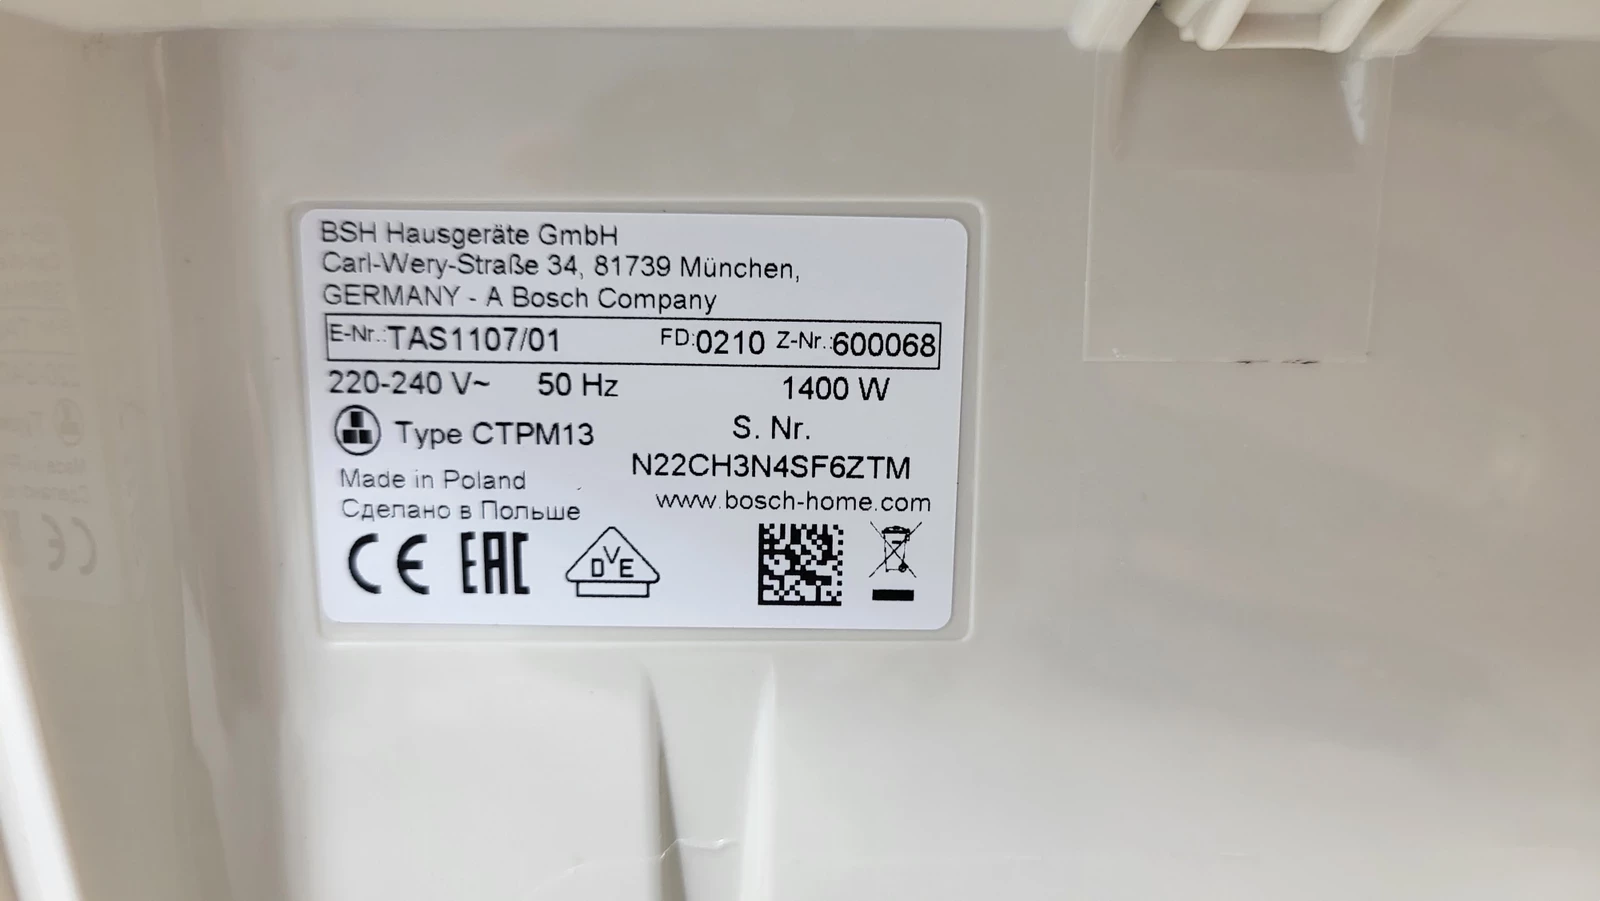 BSH Hausgeräte GmbH
Carl-Wery-Straße 34, 81739 München,
GERMANY - A Bosch Company
E-Nr.:TAS1107/01 FD:0210 Z-Nr.:600068
220-240 V~ 50 Hz 1400 W
Type CTPM13 S. Nr.
N22CH3N4SF6ZTM
Made in Poland
www.bosch-home.com
Сделано в Польше
CE EAC DVE